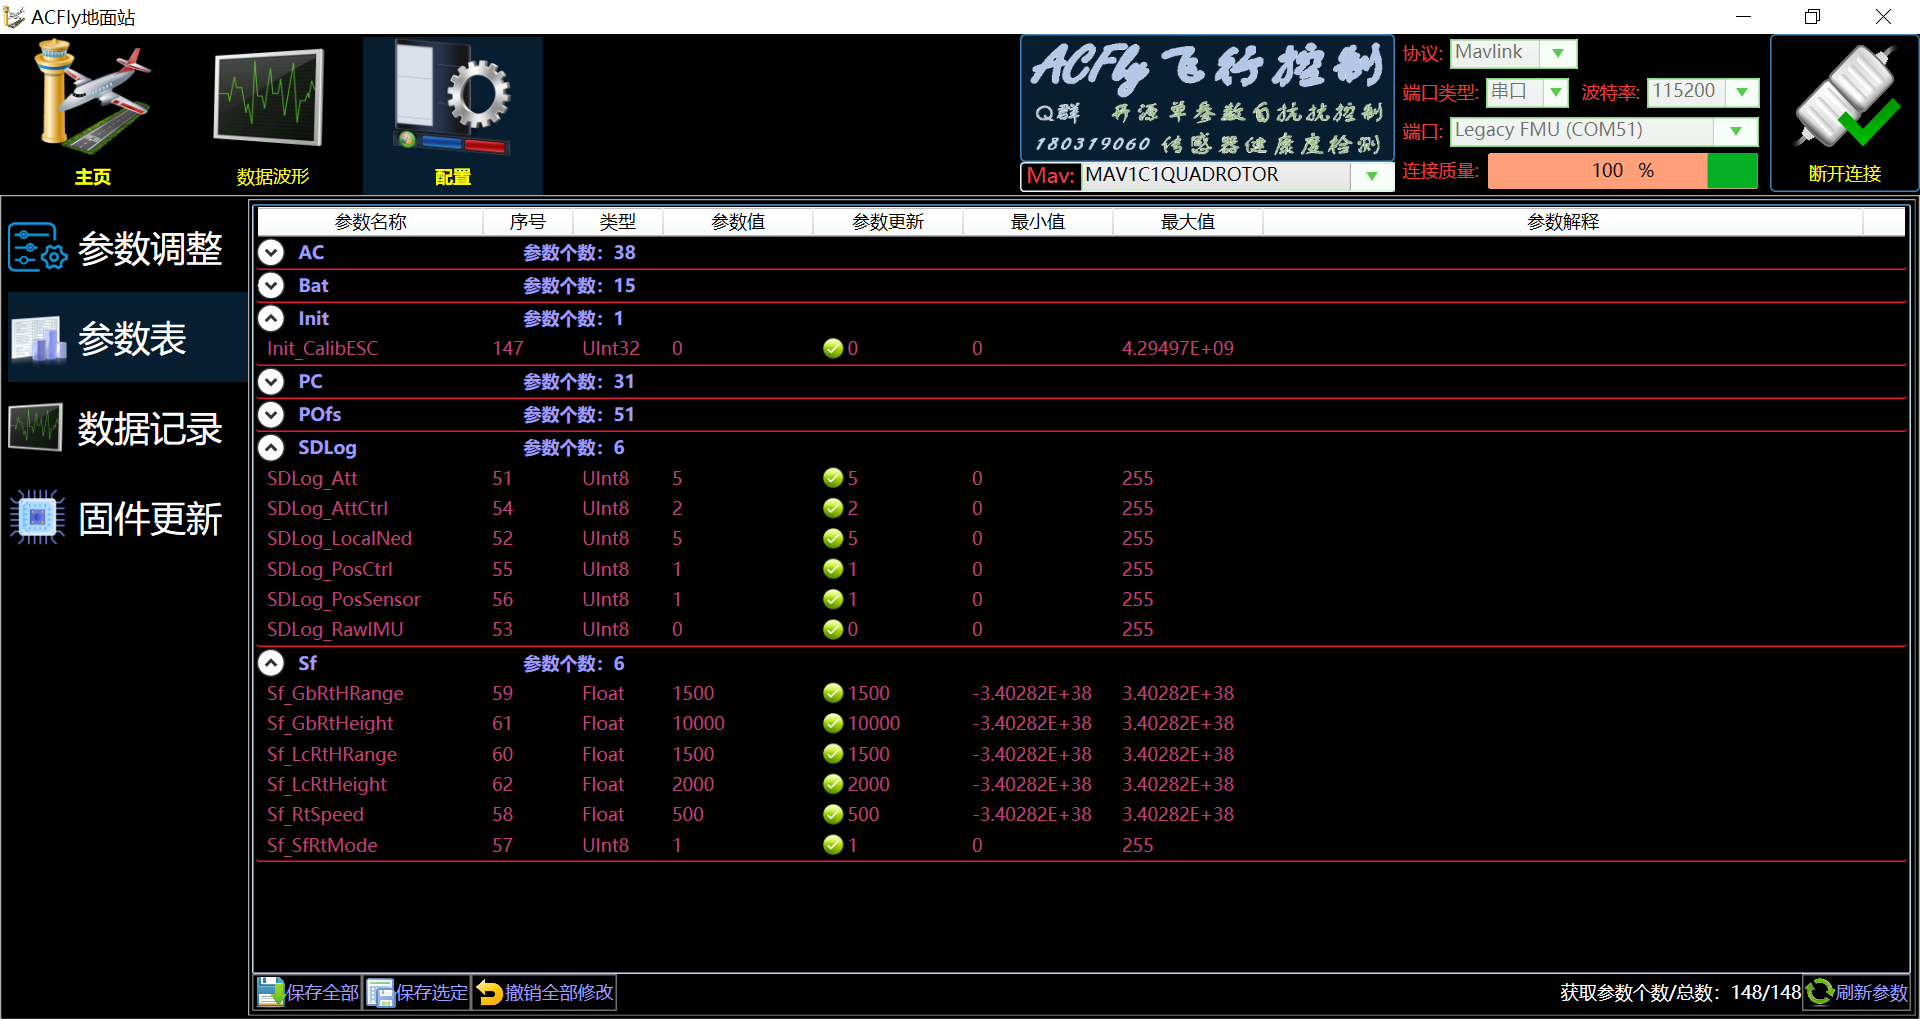 ACFly地面站
主页
数据波形
配置
ACFly 飞行控制
Q群 开源单参数自抗扰控制
180319060 传感器健康度检测
Mav: MAV1C1QUADROTOR
协议: Mavlink
端口类型: 串口 波特率: 115200
端口: Legacy FMU (COM51)
连接质量: 100 %
断开连接
参数调整
参数表
数据记录
固件更新
参数名称 序号 类型 参数值 参数更新 最小值 最大值 参数解释
AC 参数个数: 38
Bat 参数个数: 15
Init 参数个数: 1
Init_CalibESC 147 UInt32 0 0 0 4.29497E+09
PC 参数个数: 31
POfs 参数个数: 51
SDLog 参数个数: 6
SDLog_Att 51 UInt8 5 5 0 255
SDLog_AttCtrl 54 UInt8 2 2 0 255
SDLog_LocalNed 52 UInt8 5 5 0 255
SDLog_PosCtrl 55 UInt8 1 1 0 255
SDLog_PosSensor 56 UInt8 1 1 0 255
SDLog_RawIMU 53 UInt8 0 0 0 255
Sf 参数个数: 6
Sf_GbRtHRange 59 Float 1500 1500 -3.40282E+38 3.40282E+38
Sf_GbRtHeight 61 Float 10000 10000 -3.40282E+38 3.40282E+38
Sf_LcRtHRange 60 Float 1500 1500 -3.40282E+38 3.40282E+38
Sf_LcRtHeight 62 Float 2000 2000 -3.40282E+38 3.40282E+38
Sf_RtSpeed 58 Float 500 500 -3.40282E+38 3.40282E+38
Sf_SfRtMode 57 UInt8 1 1 0 255
保存全部 保存选定 撤销全部修改
获取参数个数/总数: 148/148 刷新参数